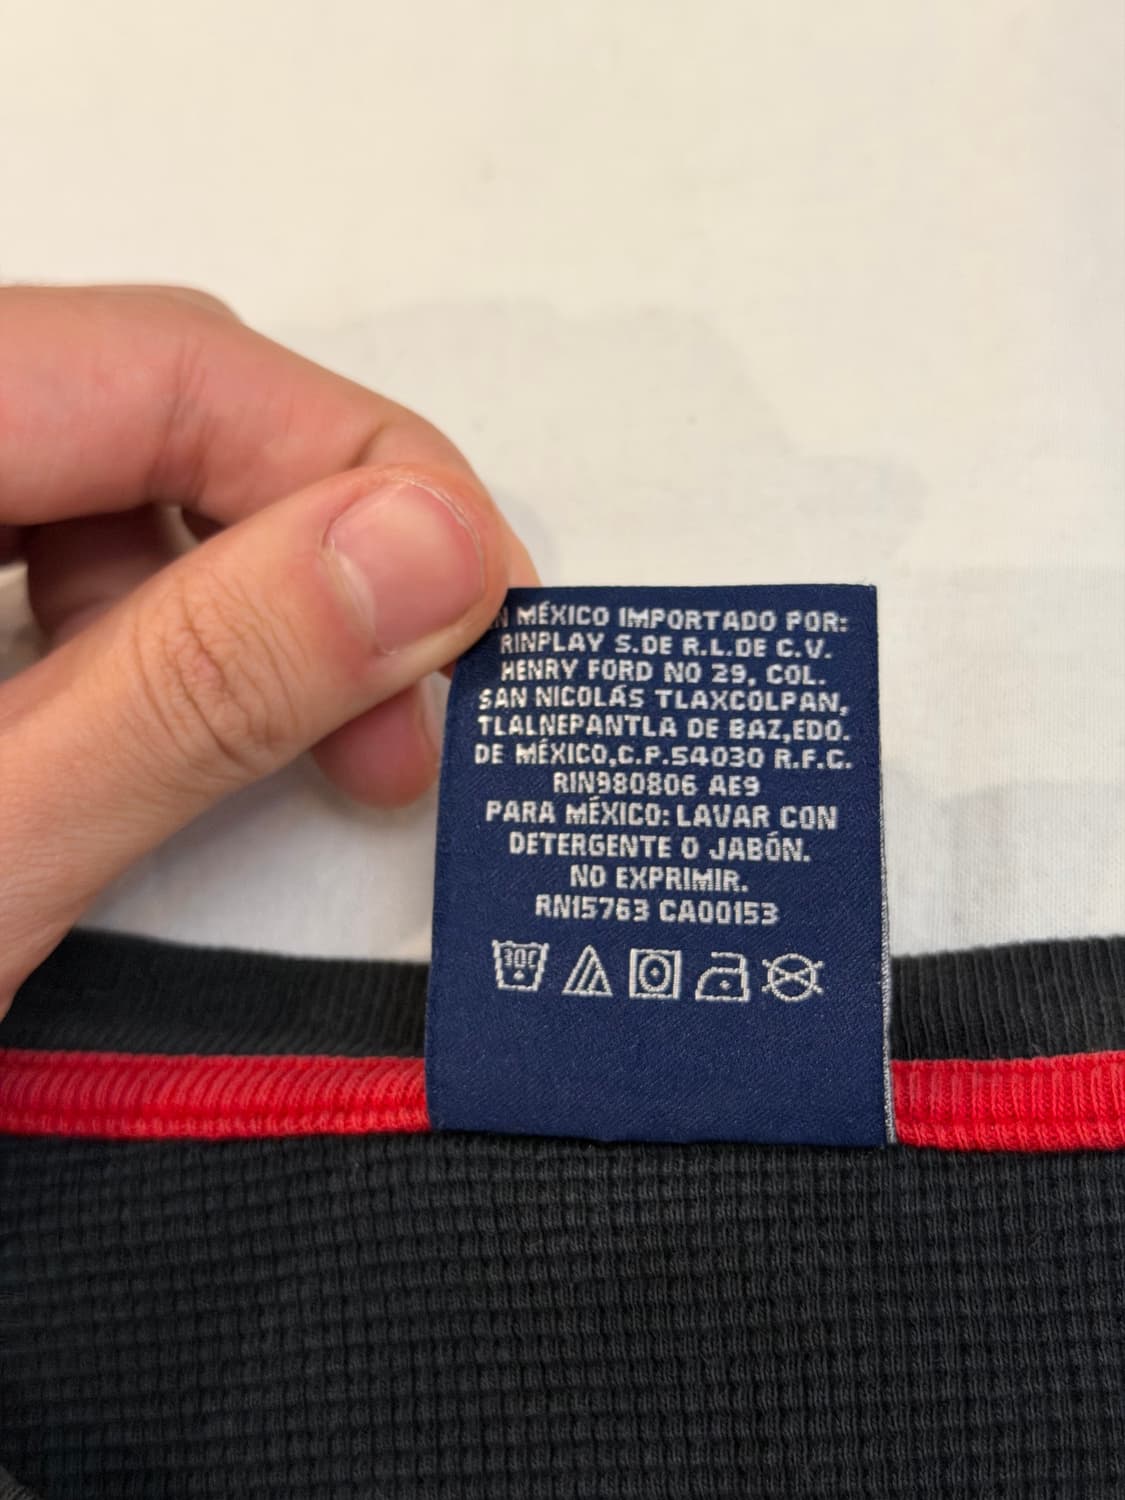 N MÉXICO IMPORTADO POR:
RINPLAY S.DE R.L.DE C.V.
HENRY FORD NO 29, COL.
SAN NICOLÁS TLAXCOLPAN,
TLALNEPANTLA DE BAZ,EDO.
DE MÉXICO,C.P.54030 R.F.C.
RIN980806 AE9
PARA MÉXICO: LAVAR CON
DETERGENTE O JABÓN.
NO EXPRIMIR.
RN15763 CA00153
30C